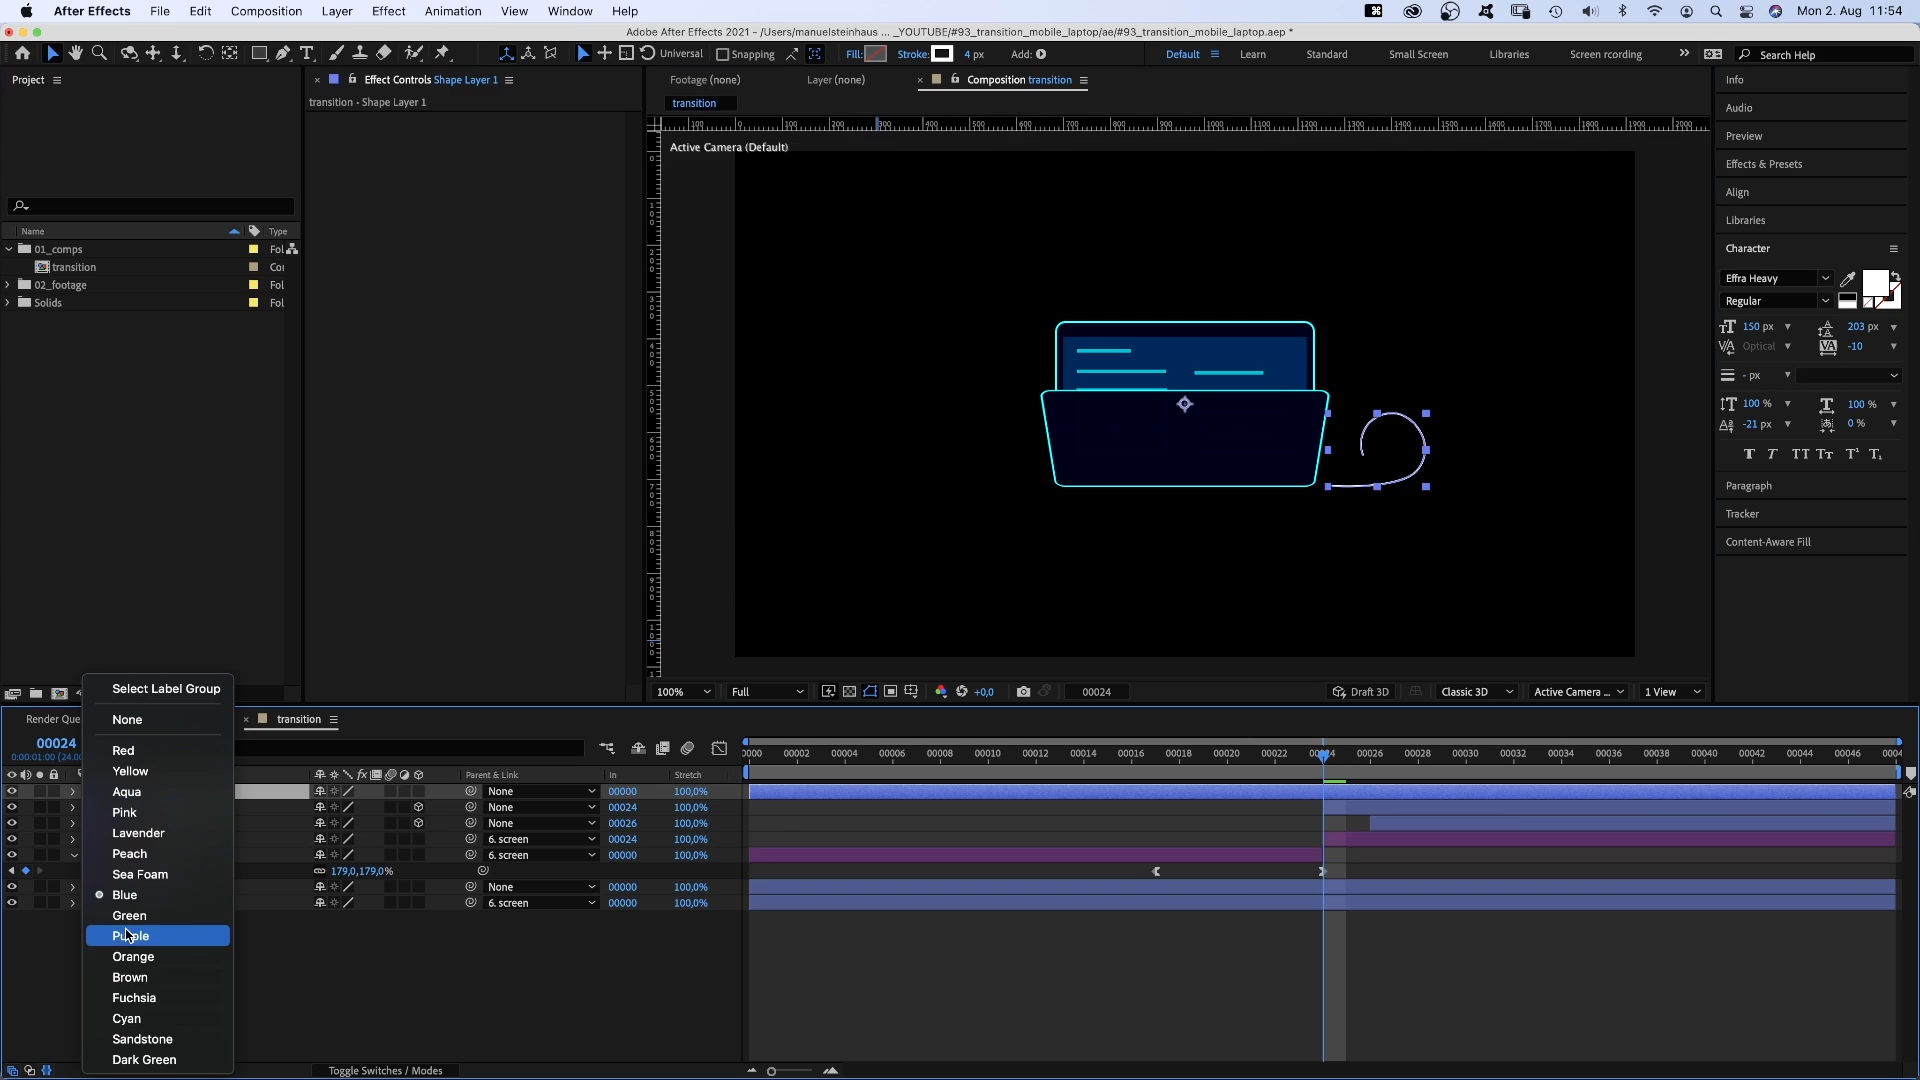 After Effects File Edit Composition Layer Effect Animation View Window Help Mon 2. Aug 11:54
Adobe After Effects 2021 - /Users/manuelsteinhaus ... _YOUTUBE/#93_transition_mobile_laptop/ae/#93_transition_mobile_laptop.aep *
Universal Snapping Fill: Stroke: 4 px Add: Default Learn Standard Small Screen Libraries Screen recording Search Help
Project Effect Controls Shape Layer 1 Footage (none) Layer (none) Composition transition Info
transition • Shape Layer 1 transition
Audio
Preview
Active Camera (Default)
Effects & Presets
Align
Libraries
Name Type
Character
01_comps Fol
transition Cor
02_footage Fol
Solids Fol
Effra Heavy
Regular
150 px 203 px
Optical -10
- px
100 % 100 %
-21 px 0 %
Paragraph
Tracker
Content-Aware Fill
100% Full +0,0 00024 Draft 3D Classic 3D Active Camera ... 1 View
Select Label Group
None
Red
Yellow
Aqua
Pink
Lavender
Peach
Sea Foam
Blue
Green
Purple
Orange
Brown
Fuchsia
Cyan
Sandstone
Dark Green
Render Que transition
00024
0:00:01:00 (24.00
00002 00004 00006 00008 00010 00012 00014 00016 00018 00020 00022 00026 00028 00030 00032 00034 00036 00038 00040 00042 00044 00046
Parent & Link In Stretch
None 00000 100,0%
None 00024 100,0%
None 00026 100,0%
6. screen 00024 100,0%
6. screen 00000 100,0%
179,0,179,0%
None 00000 100,0%
6. screen 00000 100,0%
Toggle Switches / Modes